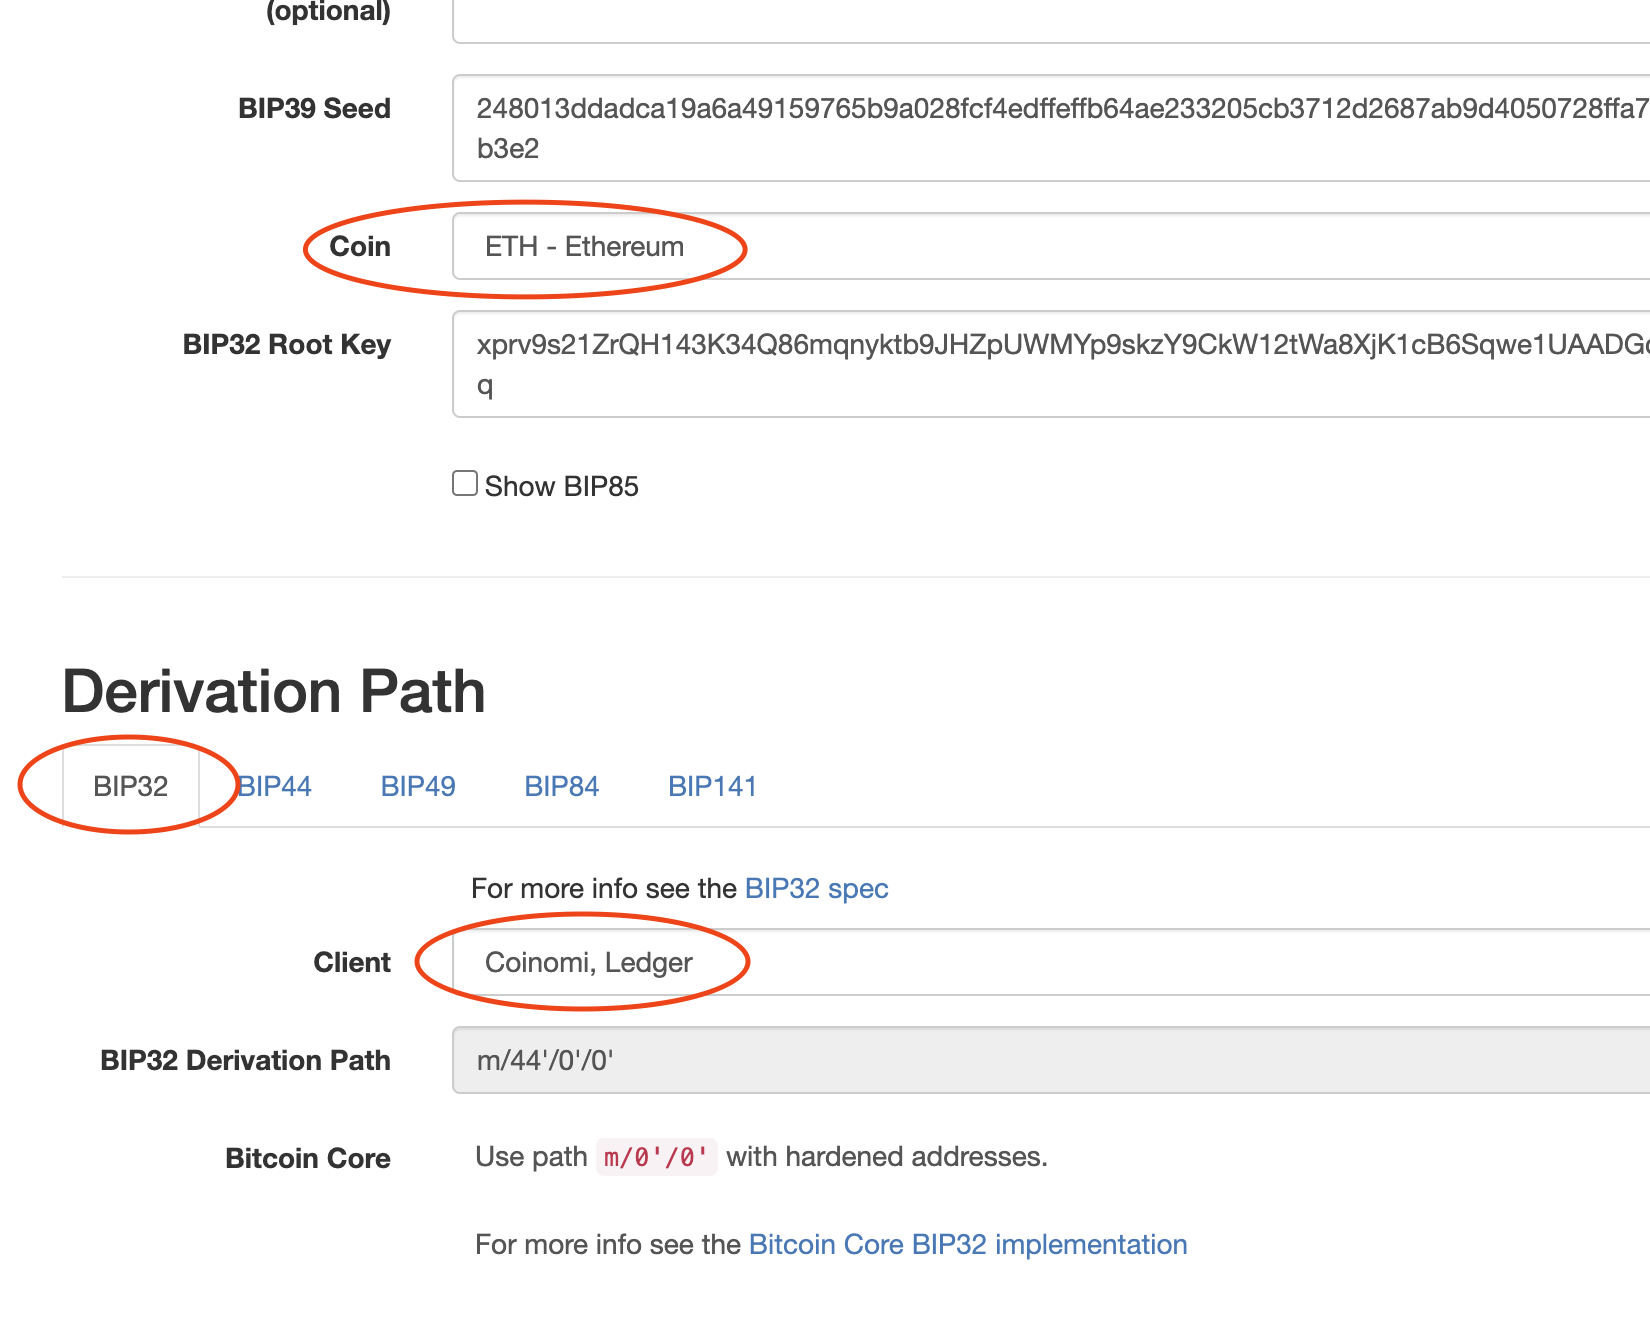 (optional)
BIP39 Seed
248013ddadca19a6a49159765b9a028fcf4edffeffb64ae233205cb3712d2687ab9d4050728ffa7
b3e2
Coin
ETH - Ethereum
BIP32 Root Key
xprv9s21ZrQH143K34Q86mqnyktb9JHZpUWMYp9skzY9CkW12tWa8XjK1cB6Sqwe1UAADG
q
Show BIP85
Derivation Path
BIP32 BIP44 BIP49 BIP84 BIP141
For more info see the BIP32 spec
Client
Coinomi, Ledger
BIP32 Derivation Path
m/44'/0'/0'
Bitcoin Core
Use path m/0'/0' with hardened addresses.
For more info see the Bitcoin Core BIP32 implementation